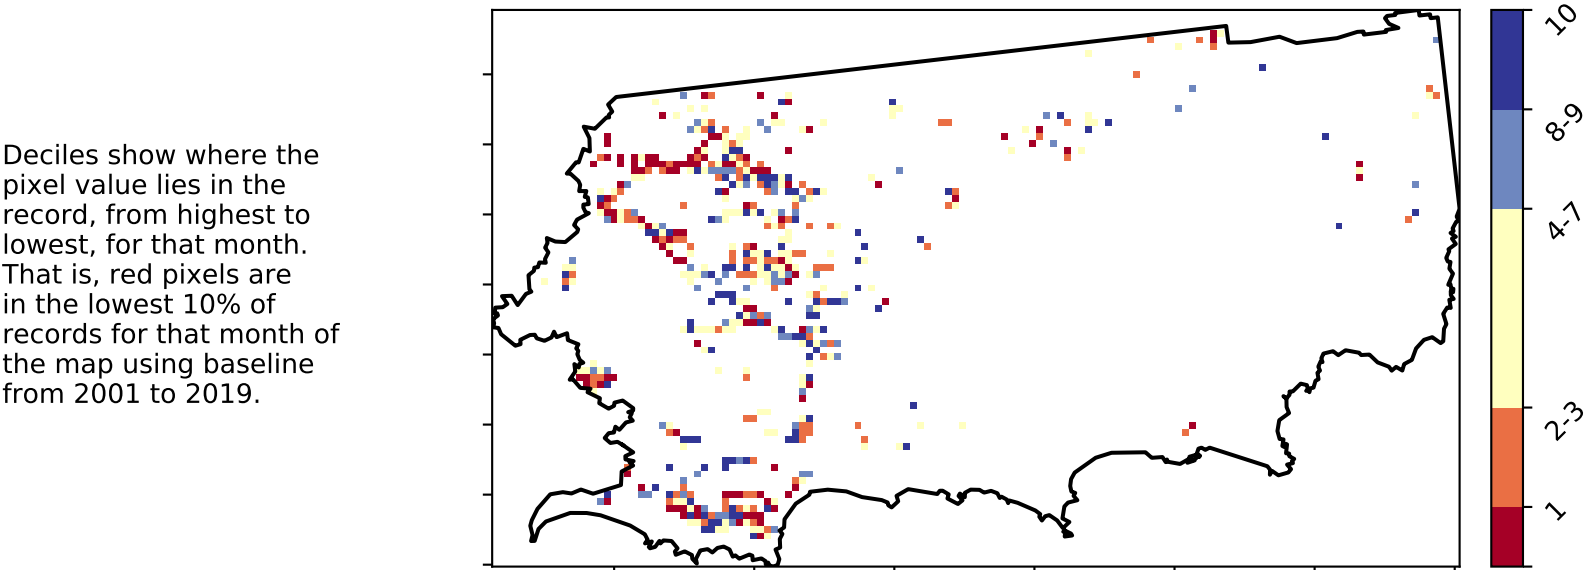 Deciles show where the
pixel value lies in the
record, from highest to
lowest, for that month.
That is, red pixels are
in the lowest 10% of
records for that month of
the map using baseline
from 2001 to 2019.
10
8-9
4-7
2-3
1